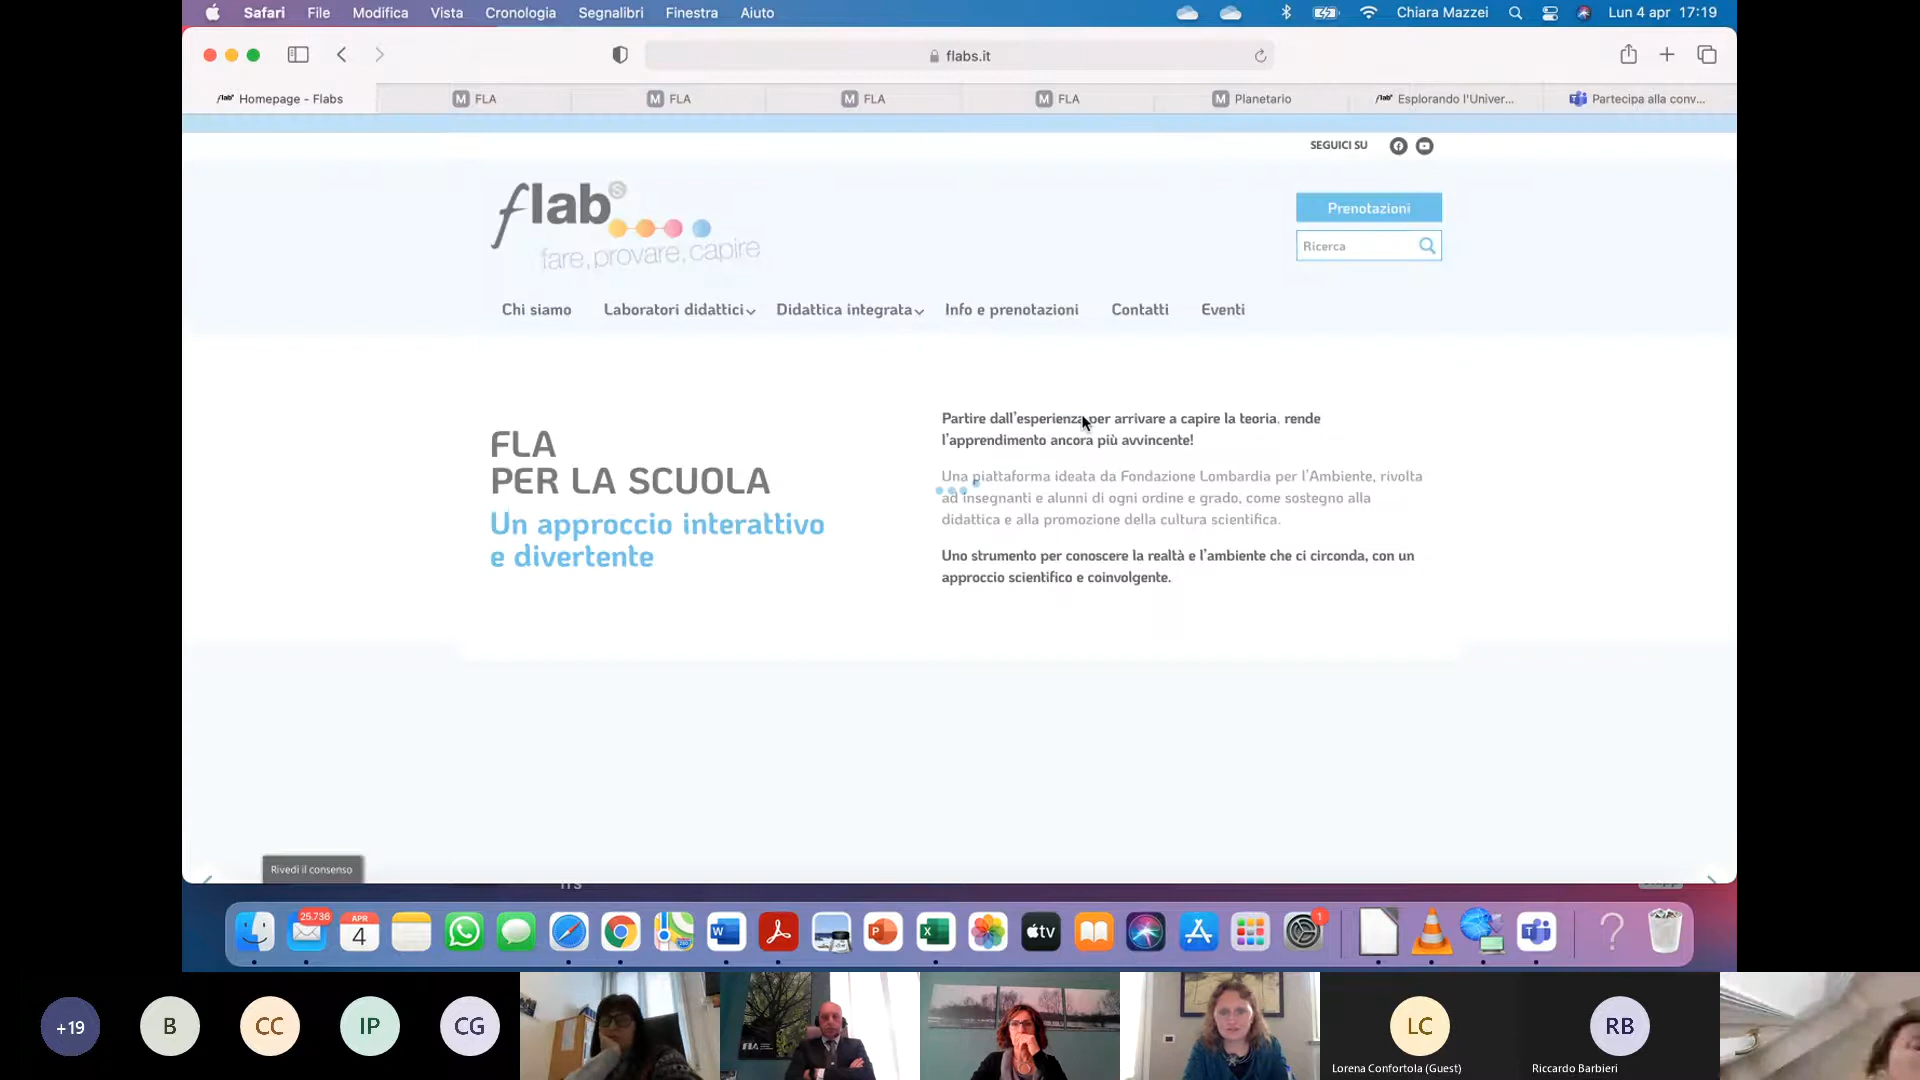 Safari File Modifica Vista Cronologia Segnalibri Finestra Aiuto Chiara Mazzei Lun 4 apr 17:19
flabs.it
flab Homepage - Flabs M FLA M FLA M FLA M FLA M Planetario flab Esplorando l'Univer... Partecipa alla conv...
SEGUICI SU
flab S
fare, provare, capire
Prenotazioni
Ricerca
Chi siamo Laboratori didattici Didattica integrata Info e prenotazioni Contatti Eventi
FLA
PER LA SCUOLA
Un approccio interattivo
e divertente
Partire dall'esperienza per arrivare a capire la teoria. rende
l'apprendimento ancora più avvincente!
Una piattaforma ideata da Fondazione Lombardia per l'Ambiente, rivolta
ad insegnanti e alunni di ogni ordine e grado, come sostegno alla
didattica e alla promozione della cultura scientifica.
Uno strumento per conoscere la realtà e l'ambiente che ci circonda, con un
approccio scientifico e coinvolgente.
Rivedi il consenso
25.736 APR 4 W P X tv 1 T ?
+19 B CC IP CG FLA LC RB
Lorena Confortola (Guest) Riccardo Barbieri